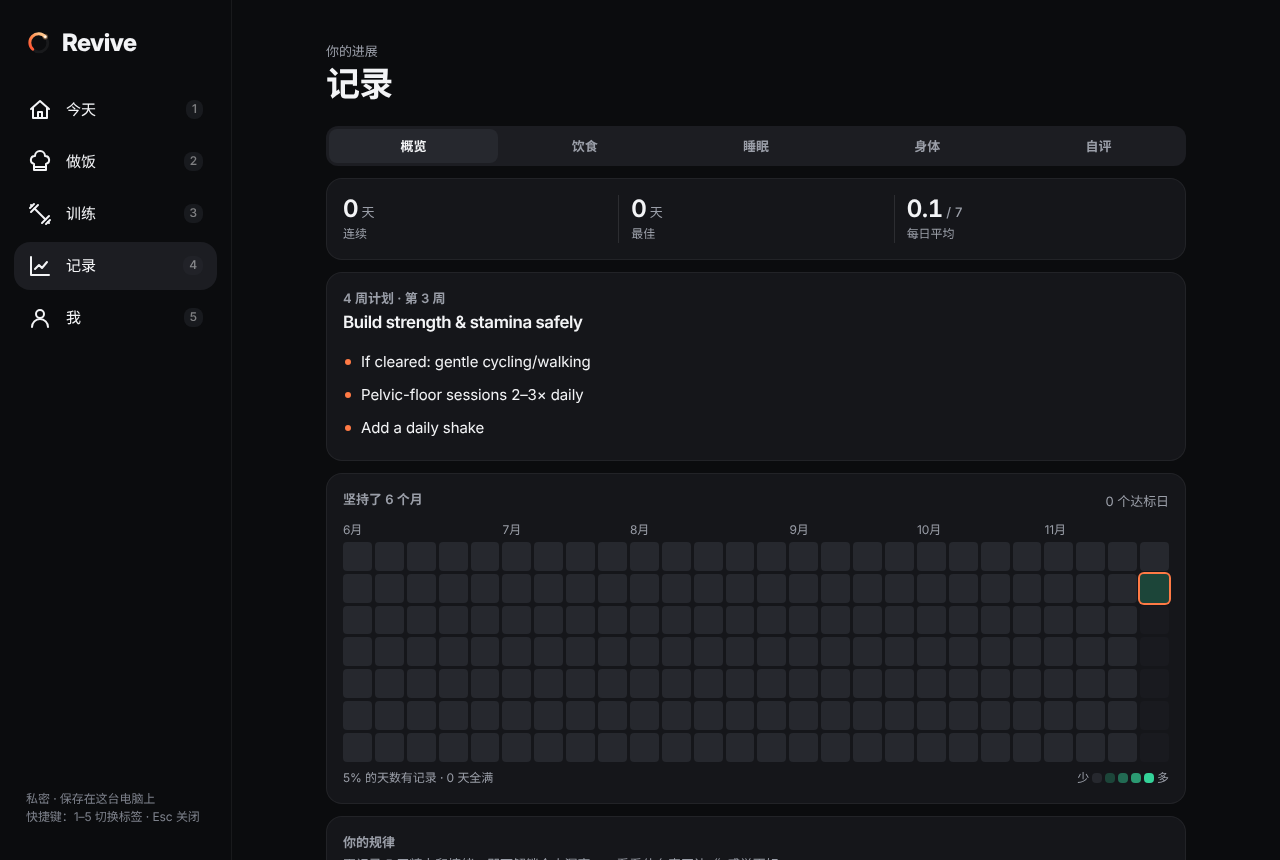 Revive
今天 1
做饭 2
训练 3
记录 4
我 5
私密 · 保存在这台电脑上
快捷键：1–5 切换标签 · Esc 关闭
你的进展
记录
概览 饮食 睡眠 身体 自评
0 天
连续
0 天
最佳
0.1 / 7
每日平均
4 周计划 · 第 3 周
Build strength & stamina safely
If cleared: gentle cycling/walking
Pelvic-floor sessions 2–3× daily
Add a daily shake
坚持了 6 个月
0 个达标日
6月 7月 8月 9月 10月 11月
5% 的天数有记录 · 0 天全满
少 多
你的规律